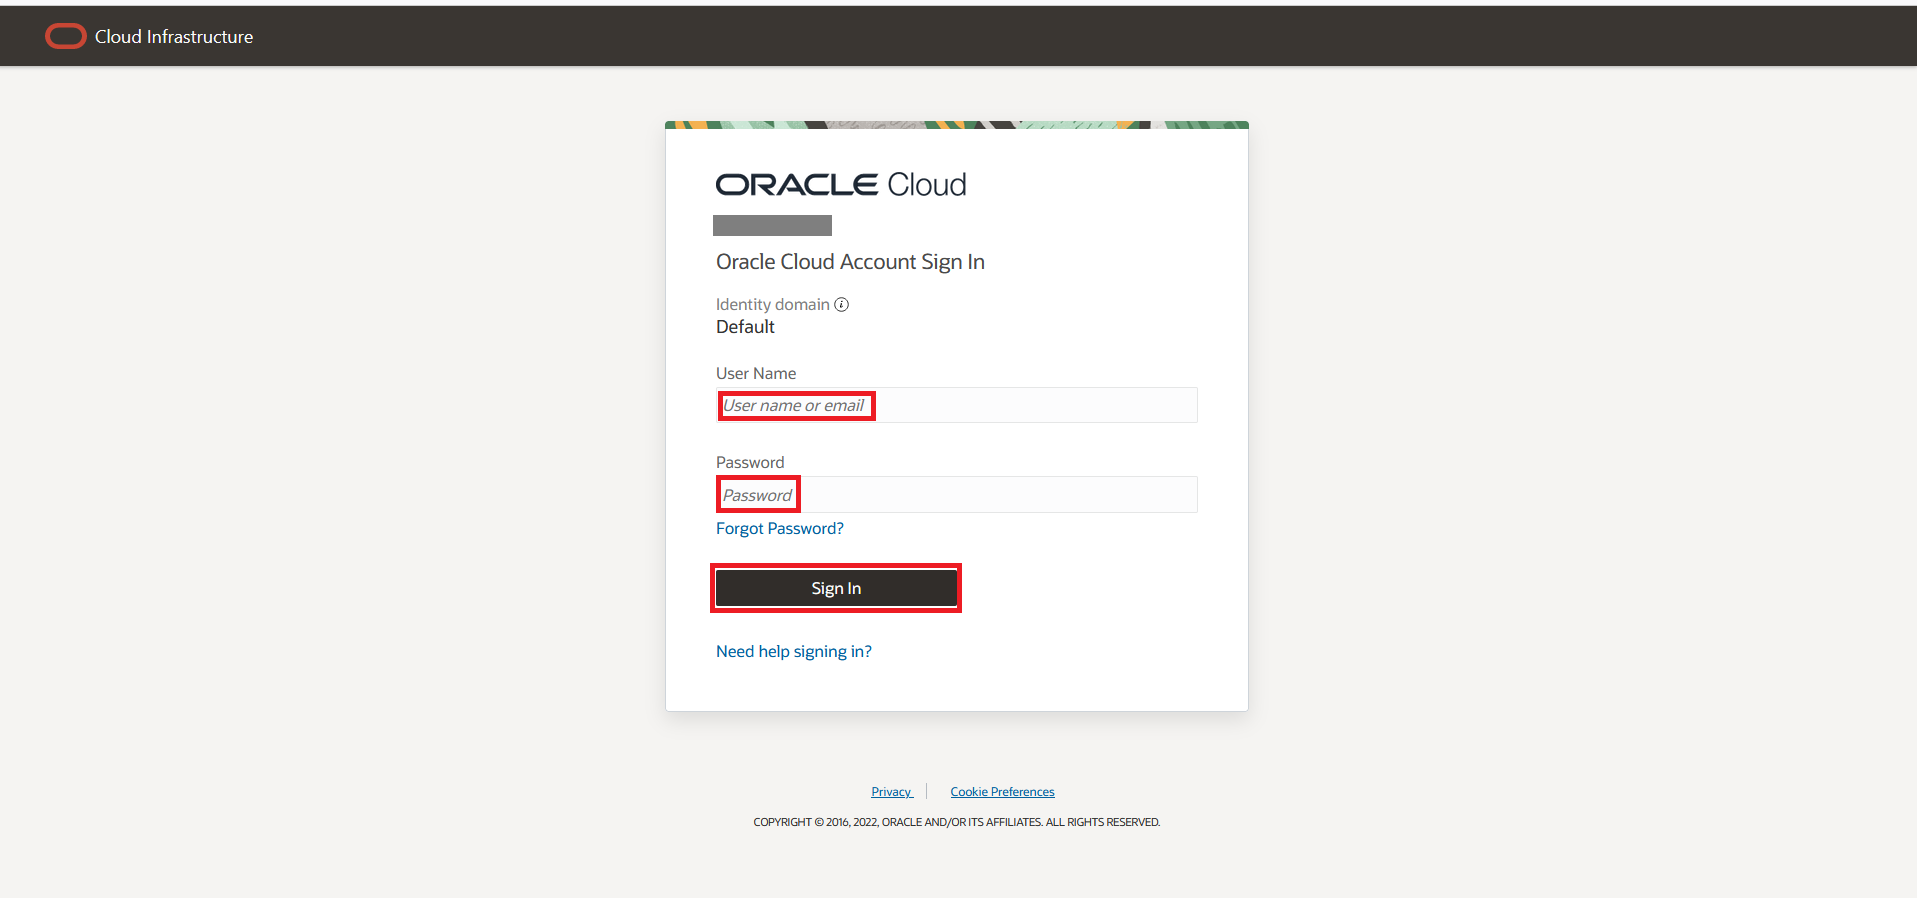 Cloud Infrastructure
ORACLE Cloud
Oracle Cloud Account Sign In
Identity domain
Default
User Name
User name or email
Password
Password
Forgot Password?
Sign In
Need help signing in?
Privacy
Cookie Preferences
COPYRIGHT © 2016, 2022, ORACLE AND/OR ITS AFFILIATES. ALL RIGHTS RESERVED.